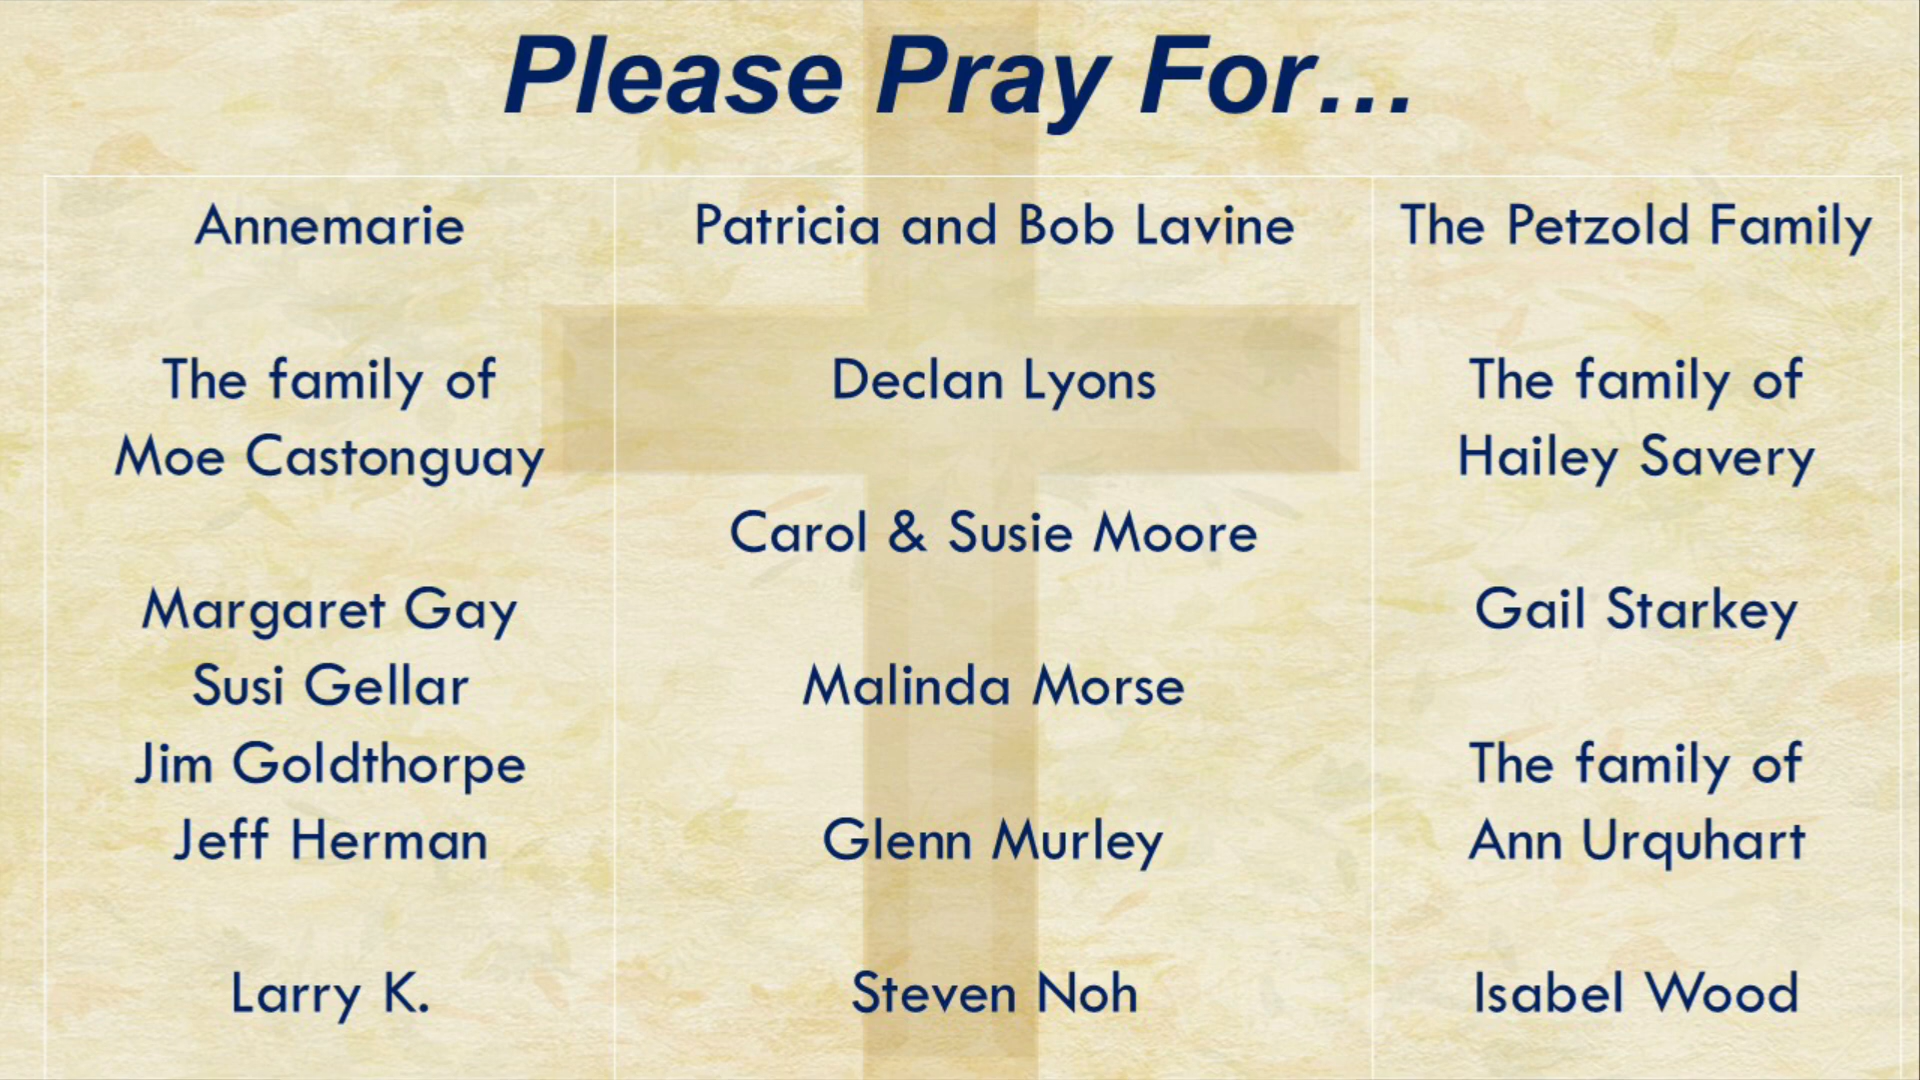 Please Pray For...
Annemarie
The family of
Moe Castonguay
Margaret Gay
Susi Gellar
Jim Goldthorpe
Jeff Herman
Larry K.
Patricia and Bob Lavine
Declan Lyons
Carol & Susie Moore
Malinda Morse
Glenn Murley
Steven Noh
The Petzold Family
The family of
Hailey Savery
Gail Starkey
The family of
Ann Urquhart
Isabel Wood